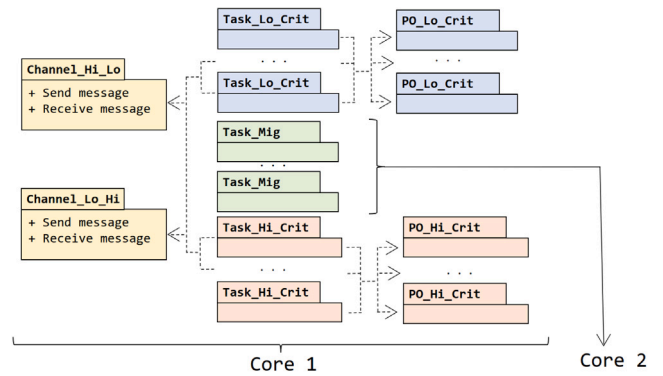 Task_Lo_Crit
PO_Lo_Crit
. . .
. . .
Channel_Hi_Lo
+ Send message
+ Receive message
Task_Lo_Crit
PO_Lo_Crit
Task_Mig
. . .
Task_Mig
Channel_Lo_Hi
+ Send message
+ Receive message
Task_Hi_Crit
PO_Hi_Crit
. . .
. . .
Task_Hi_Crit
PO_Hi_Crit
Core 1
Core 2